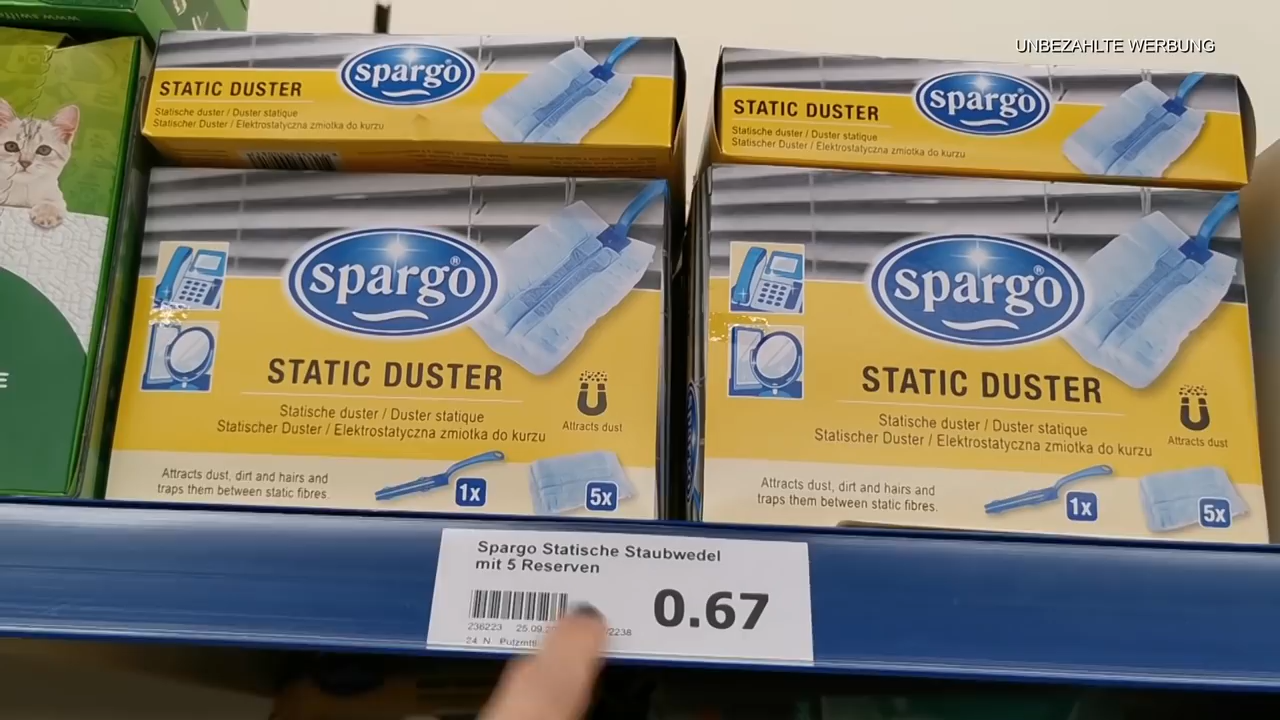 UNBEZAHLTE WERBUNG
STATIC DUSTER
spargo
Statische duster / Duster statique
Statischer Duster / Elektrostatyczna zmiotka do kurzu
STATIC DUSTER
spargo
Statische duster / Duster statique
Statischer Duster / Elektrostatyczna zmiotka do kurzu
spargo®
STATIC DUSTER
Statische duster / Duster statique
Statischer Duster / Elektrostatyczna zmiotka do kurzu
Attracts dust
Attracts dust, dirt and hairs and
traps them between static fibres.
1x
5x
spargo®
STATIC DUSTER
Statische duster / Duster statique
Statischer Duster / Elektrostatyczna zmiotka do kurzu
Attracts dust
Attracts dust, dirt and hairs and
traps them between static fibres.
1x
5x
E
Spargo Statische Staubwedel
mit 5 Reserven
0.67
236223 25.09. /2238
24 N Putzmitt